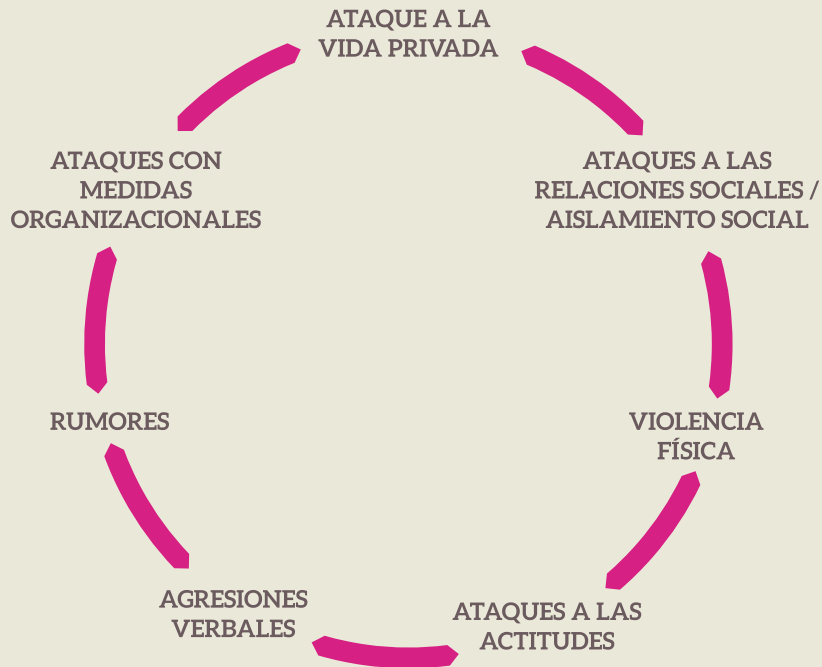 ATAQUE A LA
VIDA PRIVADA
ATAQUES A LAS
RELACIONES SOCIALES /
AISLAMIENTO SOCIAL
VIOLENCIA
FÍSICA
ATAQUES A LAS
ACTITUDES
AGRESIONES
VERBALES
RUMORES
ATAQUES CON
MEDIDAS
ORGANIZACIONALES